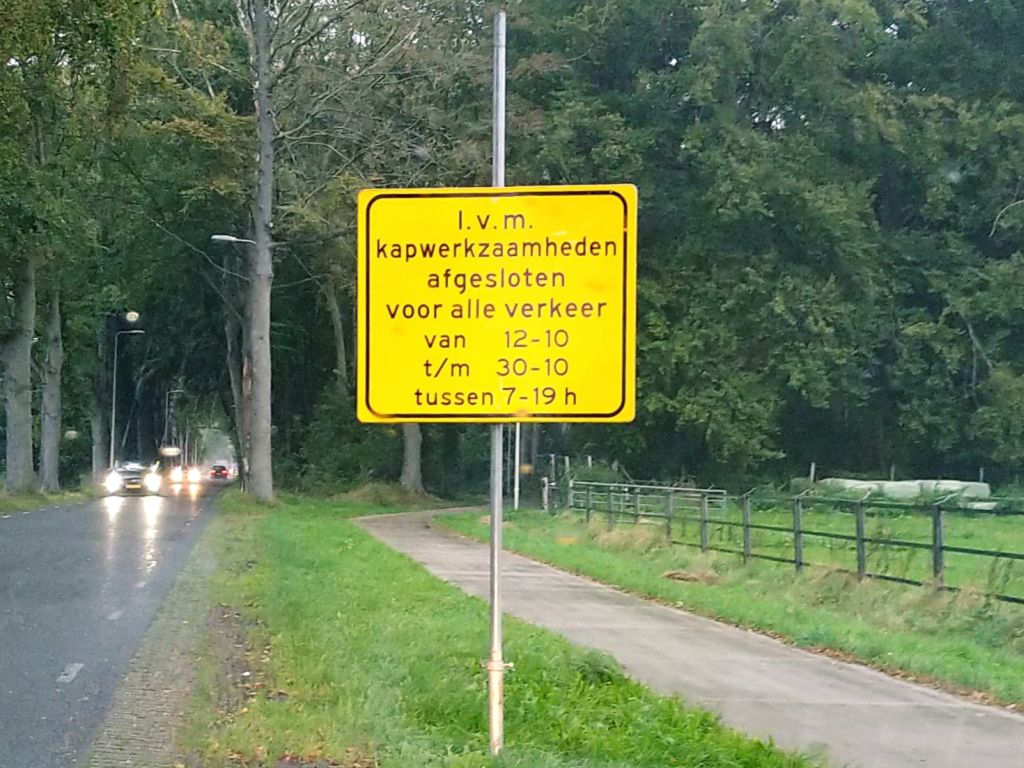 I.v.m.
kapwerkzaamheden
afgesloten
voor alle verkeer
van 12-10
t/m 30-10
tussen 7-19 h